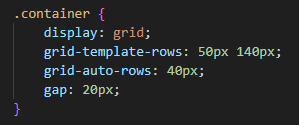 .container {
    display: grid;
    grid-template-rows: 50px 140px;
    grid-auto-rows: 40px;
    gap: 20px;
}